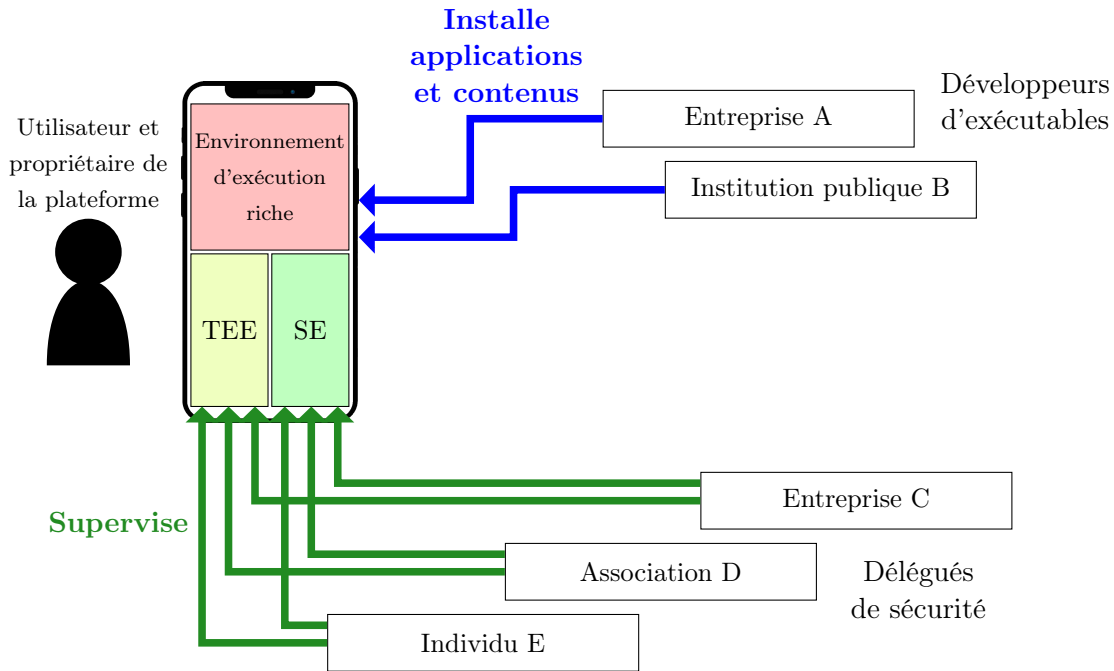 Installe
applications
et contenus
Utilisateur et
propriétaire de
la plateforme
Environnement
d'exécution
riche
TEE
SE
Entreprise A
Institution publique B
Développeurs
d'exécutables
Supervise
Entreprise C
Association D
Individu E
Délégués
de sécurité